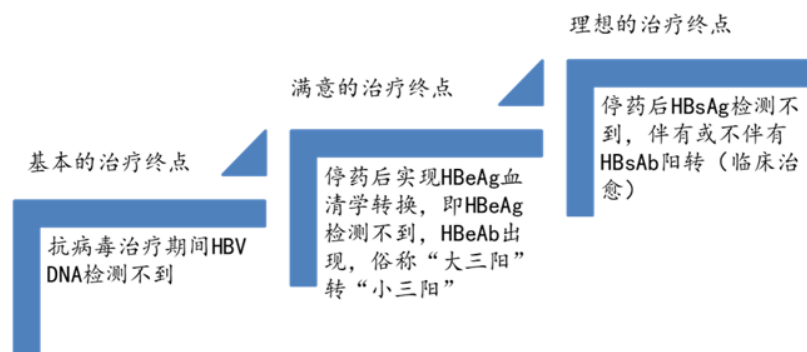 理想的治疗终点
停药后HBsAg检测不
到，伴有或不伴有
HBsAb阳转（临床治
愈）
满意的治疗终点
停药后实现HBeAg血
清学转换，即HBeAg
检测不到，HBeAb出
现，俗称“大三阳”
转“小三阳”
基本的治疗终点
抗病毒治疗期间HBV
DNA检测不到